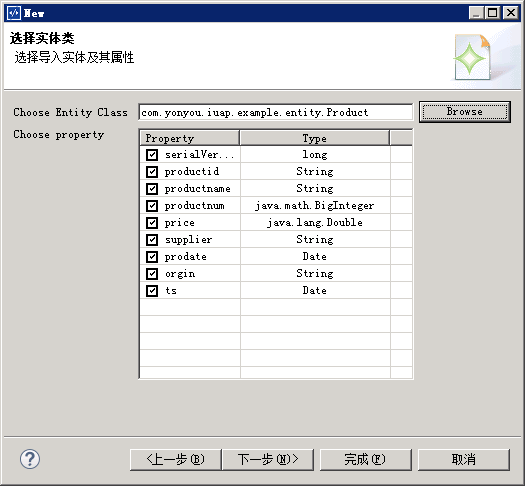 New
选择实体类
选择导入实体及其属性
Choose Entity Class com.yonyou.iuap.example.entity.Product Browse
Choose property
Property Type
serialVer... long
productid String
productname String
productnum java.math.BigInteger
price java.lang.Double
supplier String
prodate Date
orgin String
ts Date
<上一步(B) 下一步(N)> 完成(F) 取消